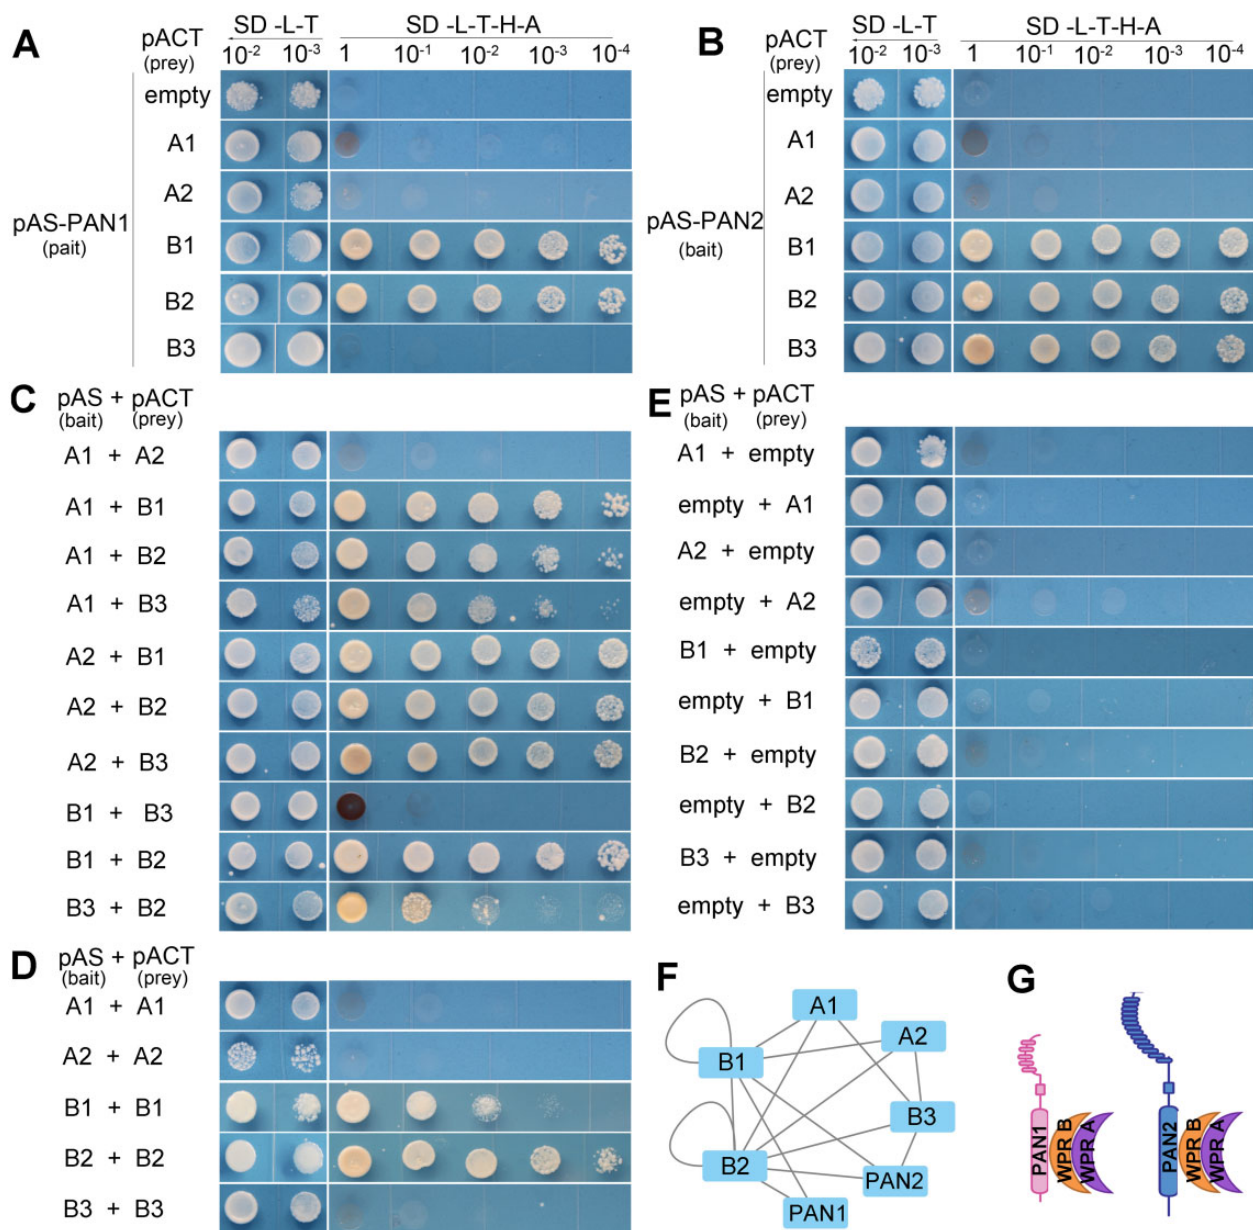 A
pACT
(prey)
SD -L-T
10-2 10-3
SD -L-T-H-A
1 10-1 10-2 10-3 10-4
empty
A1
A2
pAS-PAN1
(pait)
B1
B2
B3
B
pACT
(prey)
SD -L-T
10-2 10-3
SD -L-T-H-A
1 10-1 10-2 10-3 10-4
empty
A1
A2
pAS-PAN2
(bait)
B1
B2
B3
C
pAS + pACT
(bait) (prey)
A1 + A2
A1 + B1
A1 + B2
A1 + B3
A2 + B1
A2 + B2
A2 + B3
B1 + B3
B1 + B2
B3 + B2
D
pAS + pACT
(bait) (prey)
A1 + A1
A2 + A2
B1 + B1
B2 + B2
B3 + B3
E
pAS + pACT
(bait) (prey)
A1 + empty
empty + A1
A2 + empty
empty + A2
B1 + empty
empty + B1
B2 + empty
empty + B2
B3 + empty
empty + B3
F
A1
A2
B1
B3
B2
PAN2
PAN1
G
PAN1
WPR B
WPR A
PAN2
WPR B
WPR A